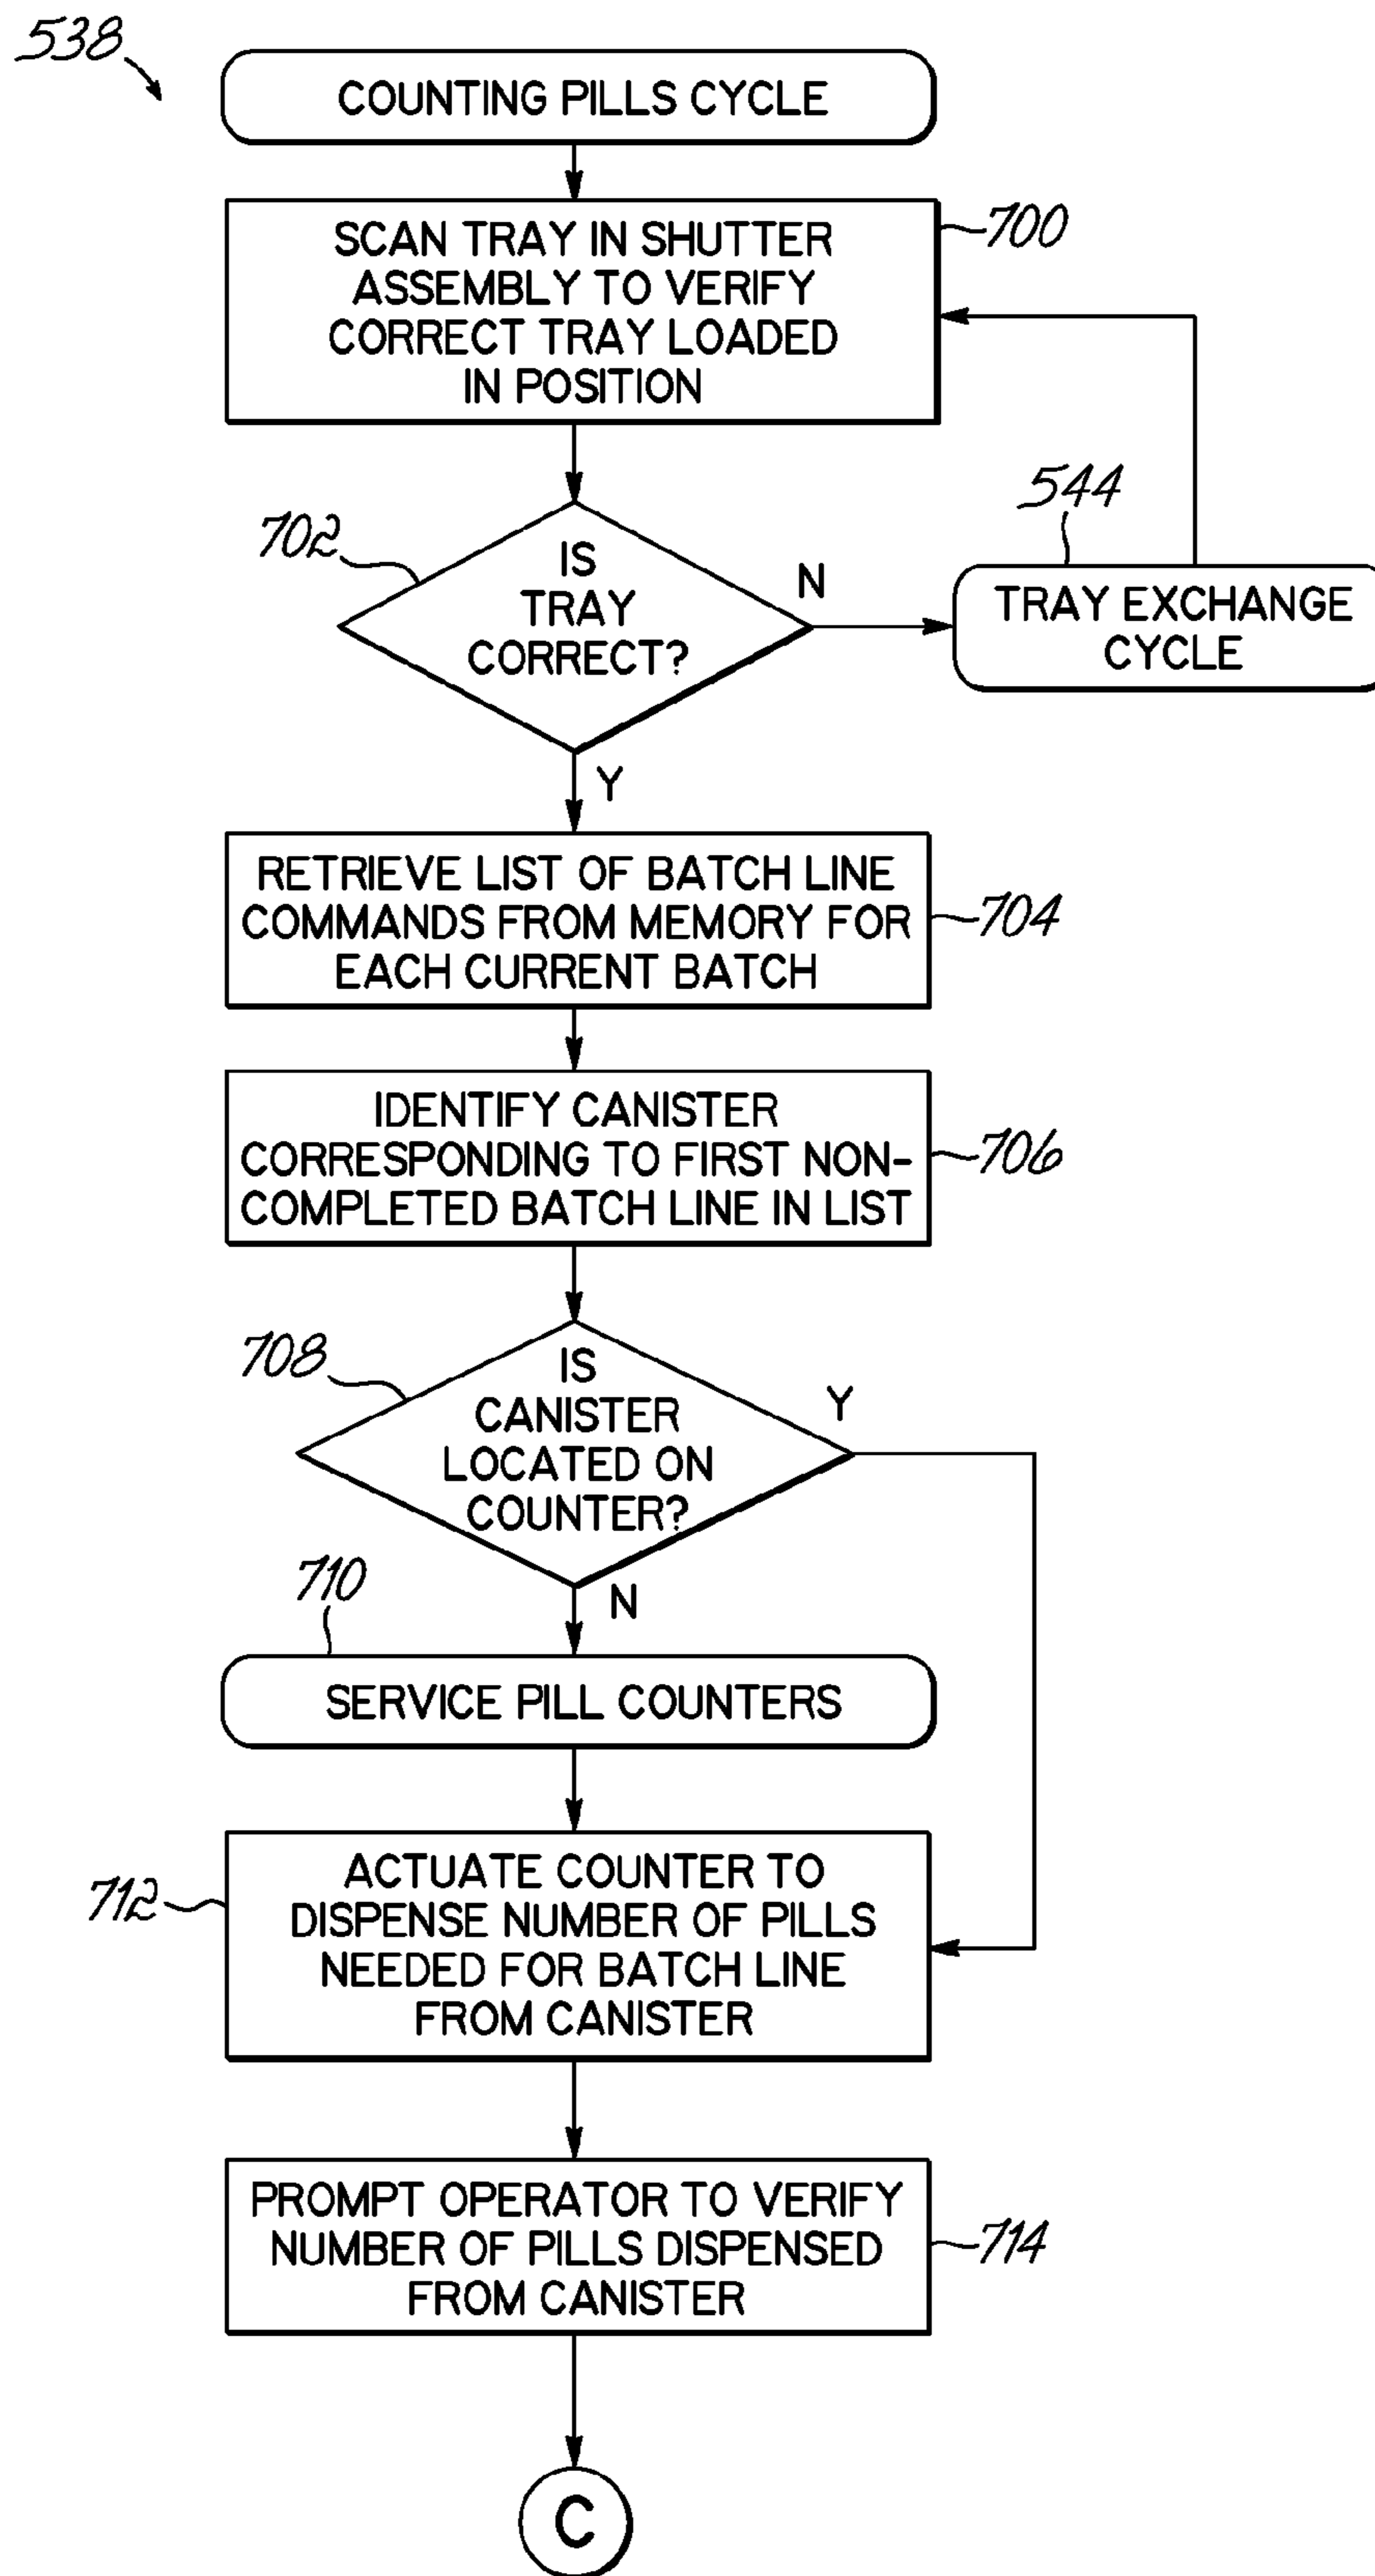 538
COUNTING PILLS CYCLE
SCAN TRAY IN SHUTTER
ASSEMBLY TO VERIFY
CORRECT TRAY LOADED
IN POSITION
700
702
IS
TRAY
CORRECT?
N
544
TRAY EXCHANGE
CYCLE
Y
RETRIEVE LIST OF BATCH LINE
COMMANDS FROM MEMORY FOR
EACH CURRENT BATCH
704
IDENTIFY CANISTER
CORRESPONDING TO FIRST NON-
COMPLETED BATCH LINE IN LIST
706
708
IS
CANISTER
LOCATED ON
COUNTER?
Y
N
710
SERVICE PILL COUNTERS
712
ACTUATE COUNTER TO
DISPENSE NUMBER OF PILLS
NEEDED FOR BATCH LINE
FROM CANISTER
PROMPT OPERATOR TO VERIFY
NUMBER OF PILLS DISPENSED
FROM CANISTER
714
C